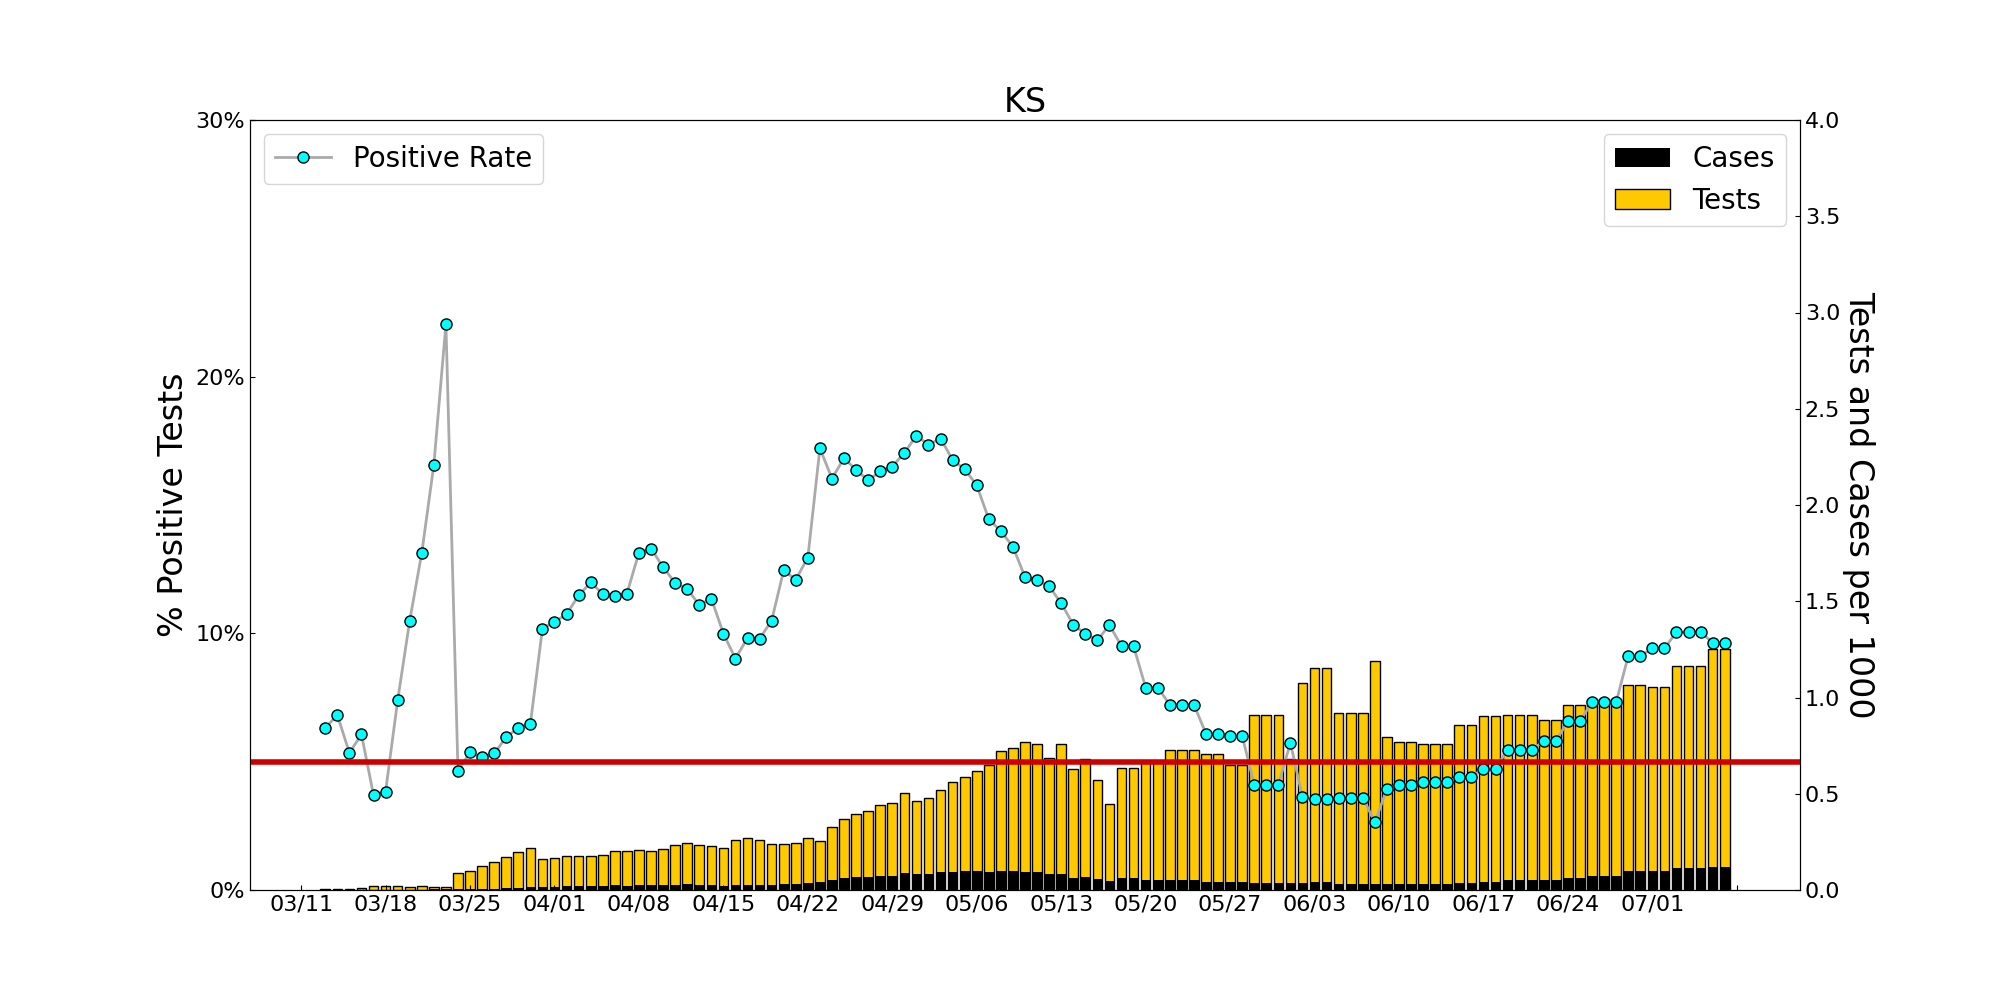 KS
Positive Rate
Cases
Tests
% Positive Tests
30%
20%
10%
0%
4.0
3.5
3.0
2.5
2.0
1.5
1.0
0.5
0.0
Tests and Cases per 1000
03/11 03/18 03/25 04/01 04/08 04/15 04/22 04/29 05/06 05/13 05/20 05/27 06/03 06/10 06/17 06/24 07/01